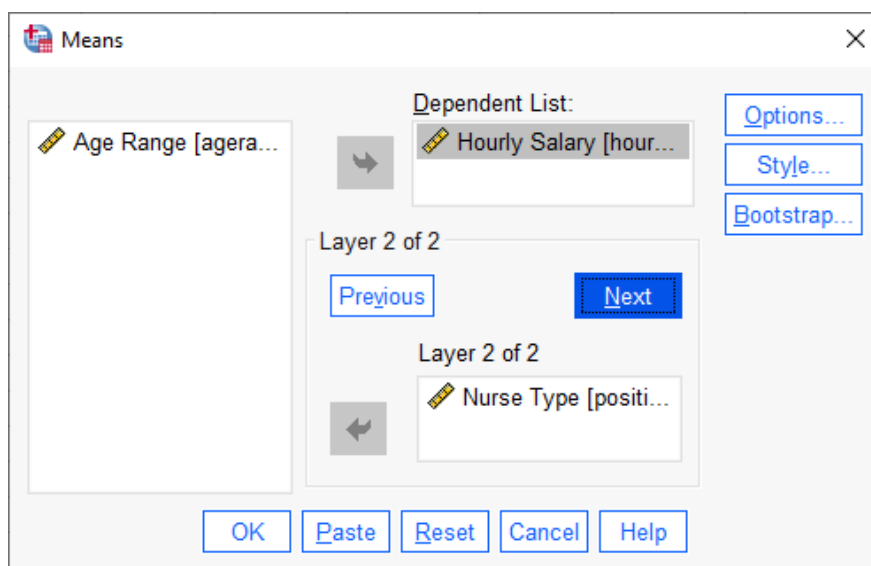 Means
Dependent List:
Age Range [agera...
Hourly Salary [hour...
Options...
Style...
Bootstrap...
Layer 2 of 2
Previous
Next
Layer 2 of 2
Nurse Type [positi...
OK
Paste
Reset
Cancel
Help